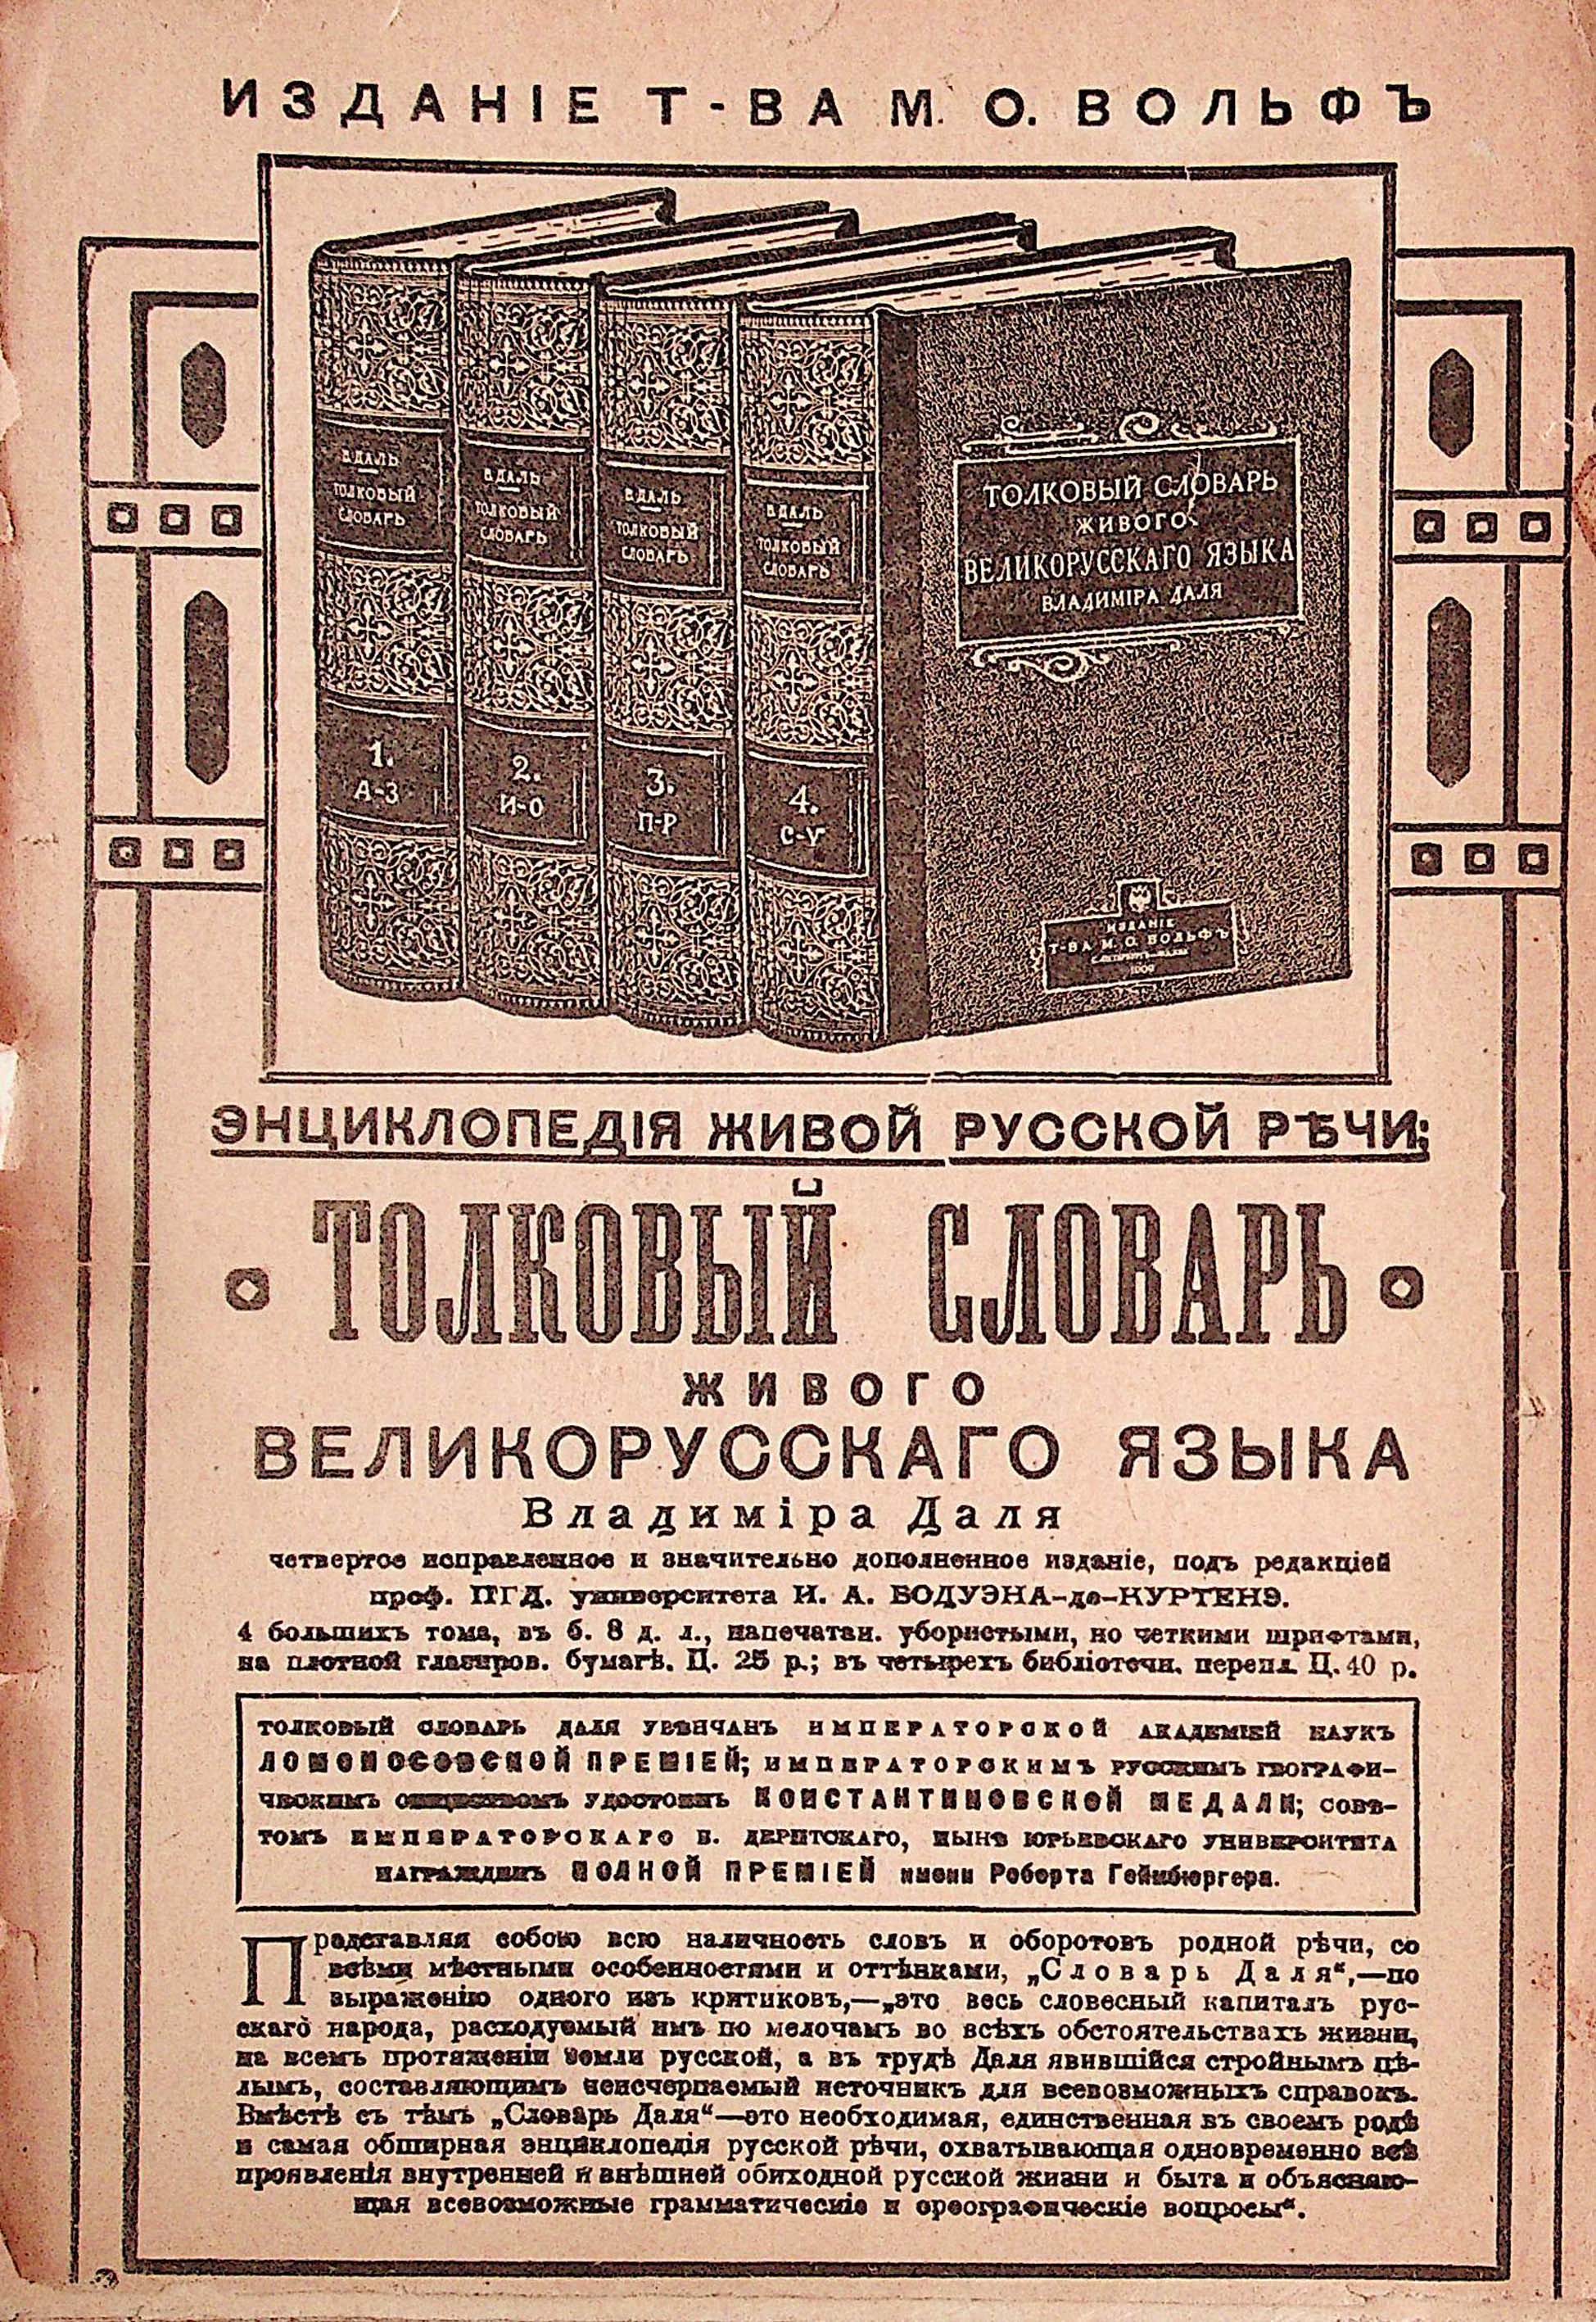 ИЗДАНІЕ Т-ВА М. О. ВОЛЬФЪ
В.ДАЛЬ
ТОЛКОВЫЙ
СЛОВАРЬ
1.
А-З
В.ДАЛЬ
ТОЛКОВЫЙ
СЛОВАРЬ
2.
И-О
В.ДАЛЬ
ТОЛКОВЫЙ
СЛОВАРЬ
3.
П-Р
В.ДАЛЬ
ТОЛКОВЫЙ
СЛОВАРЬ
4.
С-Ѵ
ТОЛКОВЫЙ СЛОВАРЬ
ЖИВОГО
ВЕЛИКОРУССКАГО ЯЗЫКА
ВЛАДИМІРА ДАЛЯ
ИЗДАНІЕ
Т-ВА М. О. ВОЛЬФЪ
1909
ЭНЦИКЛОПЕДІЯ ЖИВОЙ РУССКОЙ РѢЧИ;
ТОЛКОВЫЙ СЛОВАРЬ
ЖИВОГО
ВЕЛИКОРУССКАГО ЯЗЫКА
Владиміра Даля
четвертое исправленное и значительно дополненное изданіе, подъ редакціей
проф. ПГД. университета И. А. БОДУЭНА-де-КУРТЕНЭ.
4 большихъ тома, въ б. 8 д. л., напечатан. убористыми, но четкими шрифтами,
на плотной глазиров. бумагѣ. Ц. 25 р.; въ четырехъ библіотечн. перепл. Ц. 40 р.
ТОЛКОВЫЙ СЛОВАРЬ ДАЛЯ УВѢНЧАНЪ ИМПЕРАТОРСКОЙ АКАДЕМІЕЙ НАУКЪ
ЛОМОНОСОВСКОЙ ПРЕМІЕЙ; ИМПЕРАТОРСКИМЪ РУССКИМЪ ГЕОГРАФИ-
ЧЕСКИМЪ ОБЩЕСТВОМЪ УДОСТОЕНЪ КОНСТАНТИНОВСКОЙ МЕДАЛИ; СОВѢ-
ТОМЪ ИМПЕРАТОРСКАГО Б. ДЕРПТСКАГО, НЫНѢ ЮРЬЕВСКАГО УНИВЕРСИТЕТА
НАГРАЖДЕНЪ ПОЛНОЙ ПРЕМІЕЙ имени Роберта Геймбюргера.
Представляя собою всю наличность словъ и оборотовъ родной рѣчи, со
всѣми мѣстными особенностями и оттѣнками, „Словарь Даля“,—по
выраженію одного изъ критиковъ,—„это весь словесный капиталъ рус-
скаго народа, расходуемый имъ по мелочамъ во всѣхъ обстоятельствахъ жизни,
на всемъ протяженіи земли русской, а въ трудѣ Даля явившійся стройнымъ цѣ-
лымъ, составляющимъ неисчерпаемый источникъ для всевозможныхъ справокъ.
Вмѣстѣ съ тѣмъ „Словарь Даля“—это необходимая, единственная въ своемъ родѣ
и самая обширная энциклопедія русской рѣчи, охватывающая одновременно всѣ
проявленія внутренней и внѣшней обиходной русской жизни и быта и объясняю-
щая всевозможные грамматическіе и орѳографическіе вопросы“.